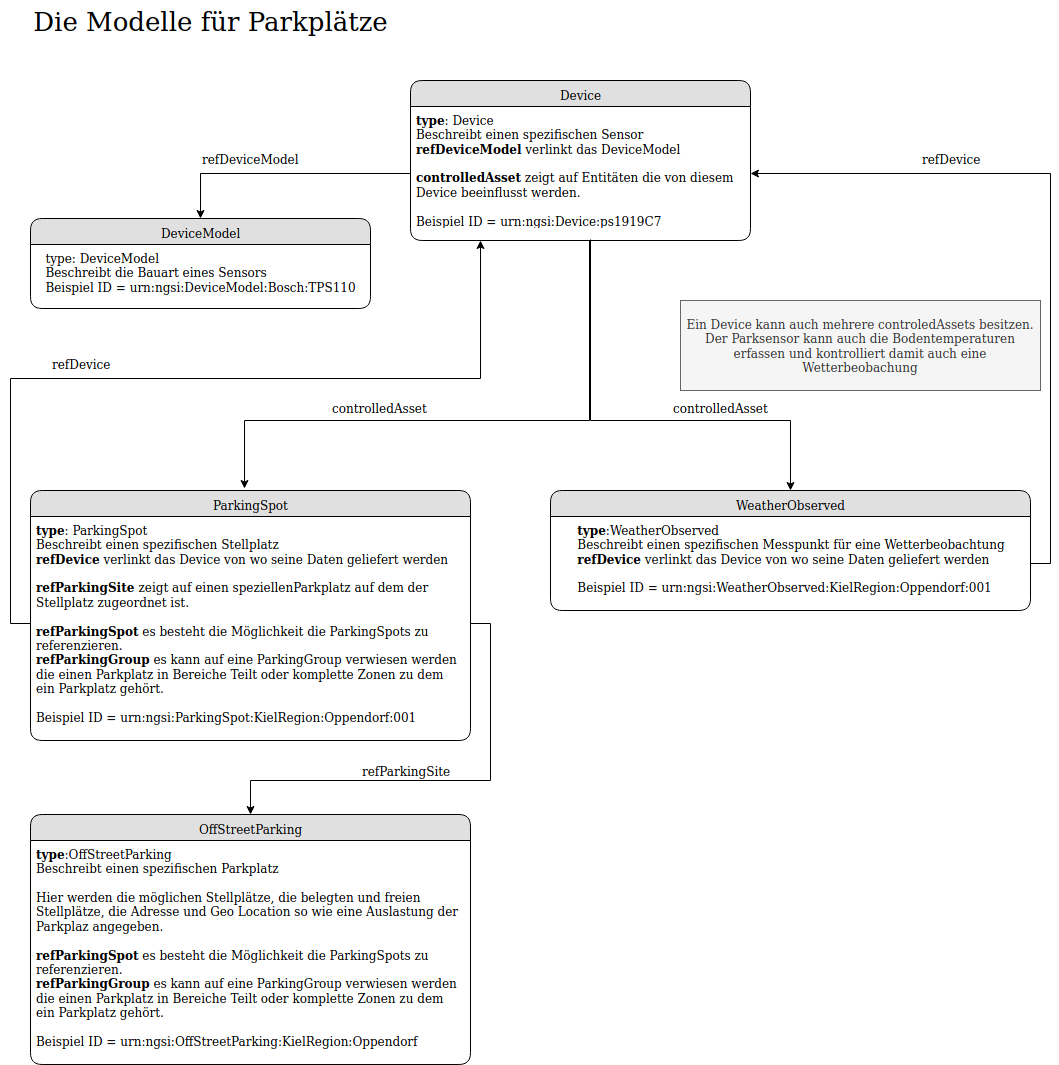 Die Modelle für Parkplätze
Device
type: Device
Beschreibt einen spezifischen Sensor
refDeviceModel verlinkt das DeviceModel
controlledAsset zeigt auf Entitäten die von diesem
Device beeinflusst werden.
Beispiel ID = urn:ngsi:Device:ps1919C7
refDeviceModel
refDevice
DeviceModel
type: DeviceModel
Beschreibt die Bauart eines Sensors
Beispiel ID = urn:ngsi:DeviceModel:Bosch:TPS110
Ein Device kann auch mehrere controledAssets besitzen.
Der Parksensor kann auch die Bodentemperaturen
erfassen und kontrolliert damit auch eine
Wetterbeobachung
refDevice
controlledAsset
controlledAsset
ParkingSpot
type: ParkingSpot
Beschreibt einen spezifischen Stellplatz
refDevice verlinkt das Device von wo seine Daten geliefert werden
refParkingSite zeigt auf einen speziellenParkplatz auf dem der
Stellplatz zugeordnet ist.
refParkingSpot es besteht die Möglichkeit die ParkingSpots zu
referenzieren.
refParkingGroup es kann auf eine ParkingGroup verwiesen werden
die einen Parkplatz in Bereiche Teilt oder komplette Zonen zu dem
ein Parkplatz gehört.
Beispiel ID = urn:ngsi:ParkingSpot:KielRegion:Oppendorf:001
WeatherObserved
type:WeatherObserved
Beschreibt einen spezifischen Messpunkt für eine Wetterbeobachtung
refDevice verlinkt das Device von wo seine Daten geliefert werden
Beispiel ID = urn:ngsi:WeatherObserved:KielRegion:Oppendorf:001
refParkingSite
OffStreetParking
type:OffStreetParking
Beschreibt einen spezifischen Parkplatz
Hier werden die möglichen Stellplätze, die belegten und freien
Stellplätze, die Adresse und Geo Location so wie eine Auslastung der
Parkplaz angegeben.
refParkingSpot es besteht die Möglichkeit die ParkingSpots zu
referenzieren.
refParkingGroup es kann auf eine ParkingGroup verwiesen werden
die einen Parkplatz in Bereiche Teilt oder komplette Zonen zu dem
ein Parkplatz gehört.
Beispiel ID = urn:ngsi:OffStreetParking:KielRegion:Oppendorf